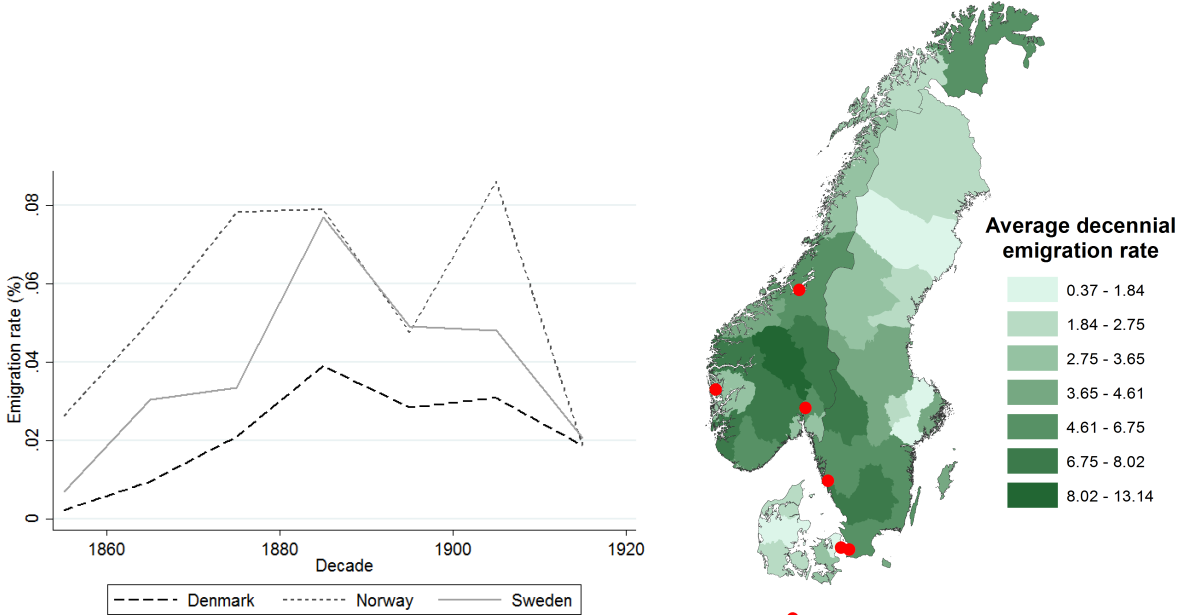 Emigration rate (%)
.08
.06
.04
.02
0
1860
1880
1900
1920
Decade
Denmark
Norway
Sweden
Average decennial
emigration rate
0.37 - 1.84
1.84 - 2.75
2.75 - 3.65
3.65 - 4.61
4.61 - 6.75
6.75 - 8.02
8.02 - 13.14